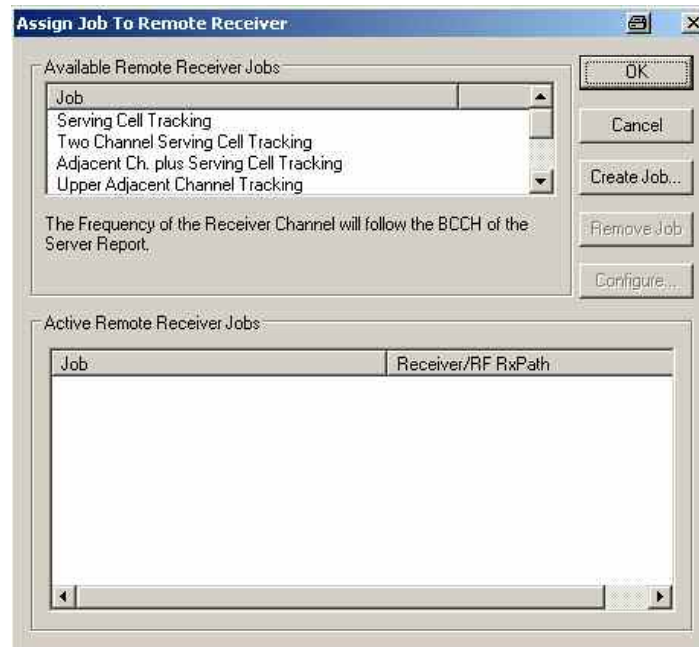 Assign Job To Remote Receiver
Available Remote Receiver Jobs
Job
Serving Cell Tracking
Two Channel Serving Cell Tracking
Adjacent Ch. plus Serving Cell Tracking
Upper Adjacent Channel Tracking
The Frequency of the Receiver Channel will follow the BCCH of the
Server Report.
OK
Cancel
Create Job...
Remove Job
Configure...
Active Remote Receiver Jobs
Job Receiver/RF RxPath